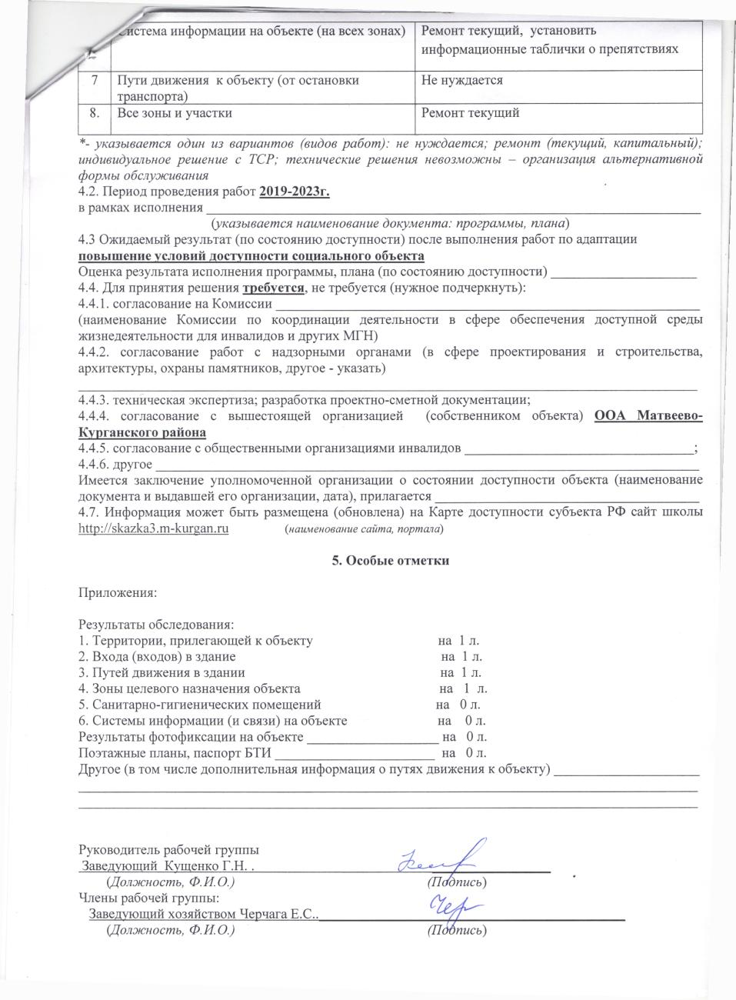 система информации на объекте (на всех зонах) Ремонт текущий, установить
информационные таблички о препятствиях
7 Пути движения к объекту (от остановки Не нуждается
транспорта)
8. Все зоны и участки Ремонт текущий
*- указывается один из вариантов (видов работ): не нуждается; ремонт (текущий, капитальный);
индивидуальное решение с ТСР; технические решения невозможны – организация альтернативной
формы обслуживания
4.2. Период проведения работ 2019-2023г.
в рамках исполнения ____
(указывается наименование документа: программы, плана)
4.3 Ожидаемый результат (по состоянию доступности) после выполнения работ по адаптации
повышение условий доступности социального объекта
Оценка результата исполнения программы, плана (по состоянию доступности) ____
4.4. Для принятия решения требуется, не требуется (нужное подчеркнуть):
4.4.1. согласование на Комиссии ____
(наименование Комиссии по координации деятельности в сфере обеспечения доступной среды
жизнедеятельности для инвалидов и других МГН)
4.4.2. согласование работ с надзорными органами (в сфере проектирования и строительства,
архитектуры, охраны памятников, другое - указать)
4.4.3. техническая экспертиза; разработка проектно-сметной документации;
4.4.4. согласование с вышестоящей организацией (собственником объекта) ООА Матвеево-
Курганского района
4.4.5. согласование с общественными организациями инвалидов ____;
4.4.6. другое ____
Имеется заключение уполномоченной организации о состоянии доступности объекта (наименование
документа и выдавшей его организации, дата), прилагается ____
4.7. Информация может быть размещена (обновлена) на Карте доступности субъекта РФ сайт школы
http://skazka3.m-kurgan.ru (наименование сайта, портала)
5. Особые отметки
Приложения:
Результаты обследования:
1. Территории, прилегающей к объекту на 1 л.
2. Входа (входов) в здание на 1 л.
3. Путей движения в здании на 1 л.
4. Зоны целевого назначения объекта на 1 л.
5. Санитарно-гигиенических помещений на 0 л.
6. Системы информации (и связи) на объекте на 0 л.
Результаты фотофиксации на объекте ____ на 0 л.
Поэтажные планы, паспорт БТИ ____ на 0 л.
Другое (в том числе дополнительная информация о путях движения к объекту) ____
Руководитель рабочей группы
Заведующий Кущенко Г.Н. .
(Должность, Ф.И.О.) (Подпись)
Члены рабочей группы:
Заведующий хозяйством Черчага Е.С..
(Должность, Ф.И.О.) (Подпись)